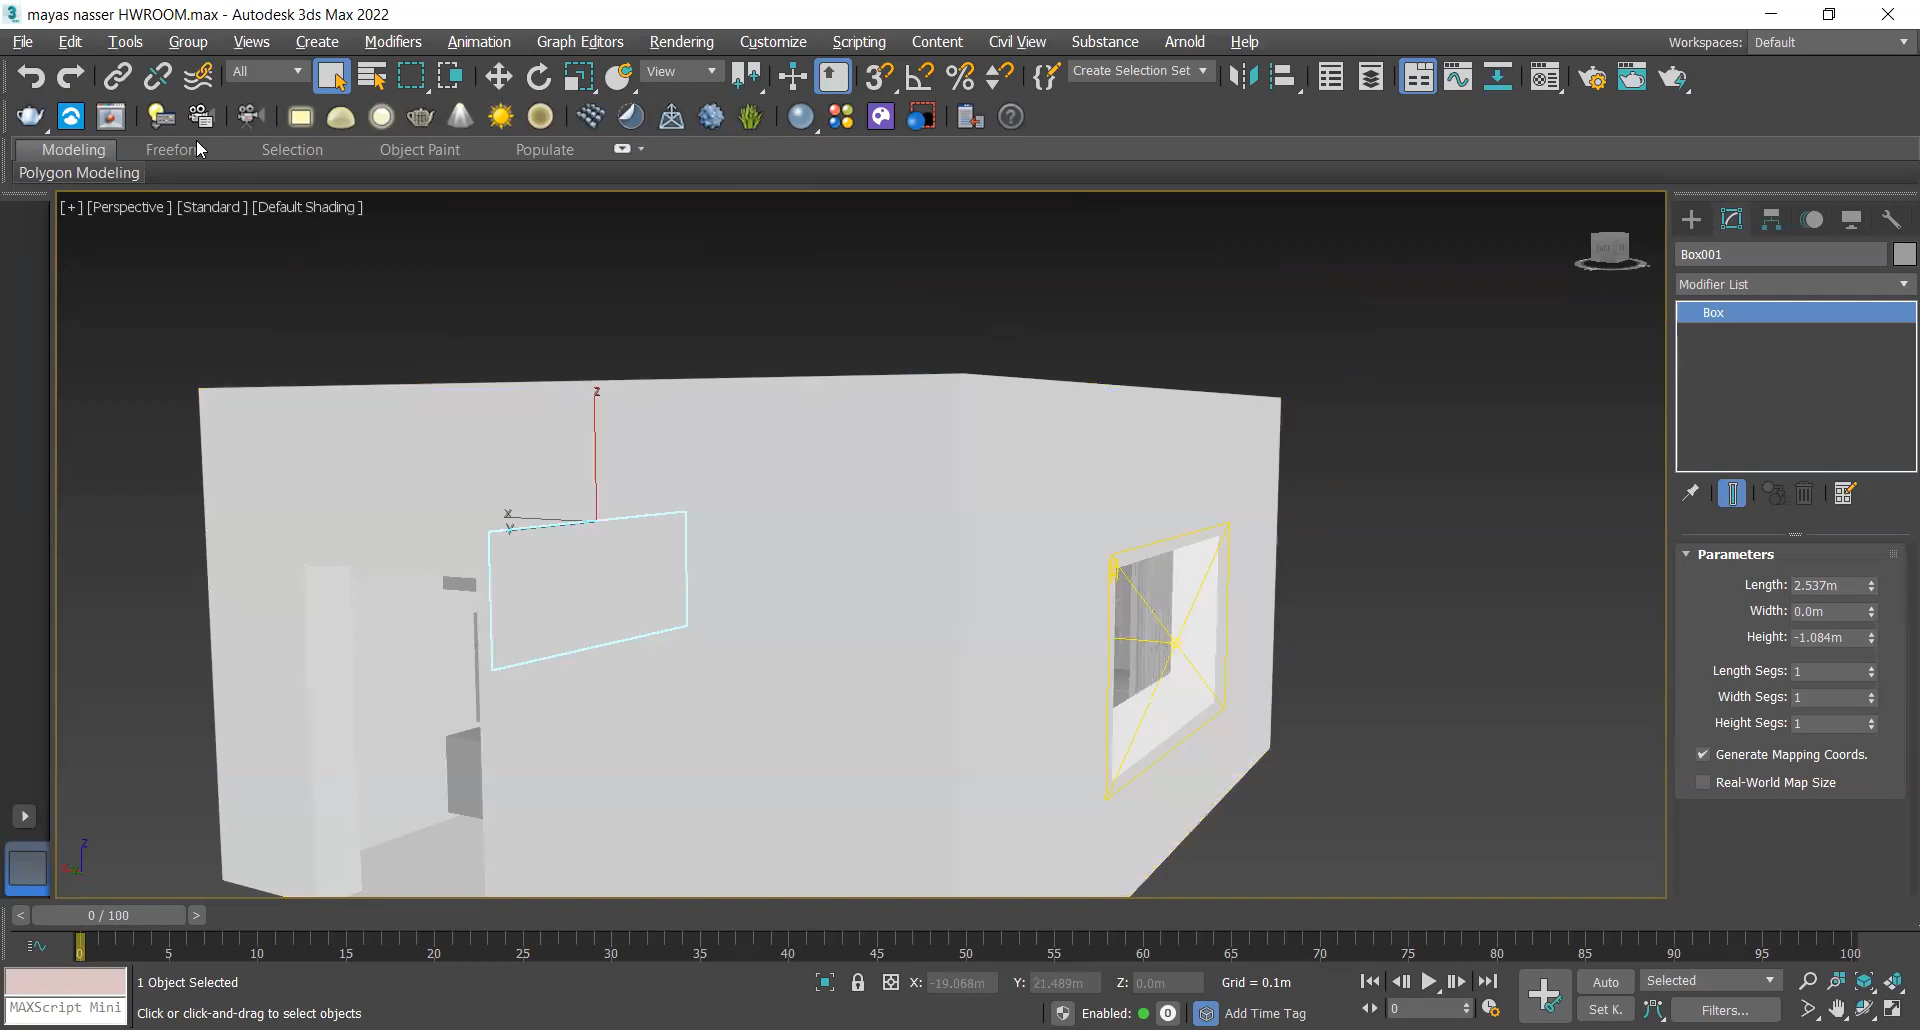 mayas nasser HWROOM.max - Autodesk 3ds Max 2022
File Edit Tools Group Views Create Modifiers Animation Graph Editors Rendering Customize Scripting Content Civil View Substance Arnold Help Workspaces: Default
All View Create Selection Set
Modeling Freeform Selection Object Paint Populate
Polygon Modeling
[+] [Perspective ] [Standard ] [Default Shading ]
Box001
Modifier List
Box
z
x
y
Parameters
Length: 2.537m
Width: 0.0m
Height: -1.084m
Length Segs: 1
Width Segs: 1
Height Segs: 1
Generate Mapping Coords.
Real-World Map Size
z
< 0 / 100 >
0 5 10 15 20 25 30 35 40 45 50 55 60 65 70 75 80 85 90 95 100
1 Object Selected X: -19.068m Y: 21.489m Z: 0.0m Grid = 0.1m Auto Selected
MAXScript Mini Click or click-and-drag to select objects Enabled: 0 Add Time Tag 0 Set K. Filters...